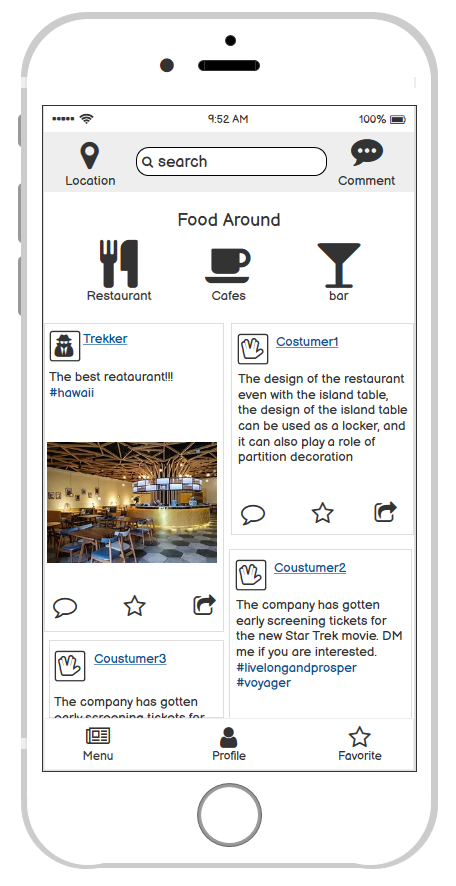 9:52 AM
100%
Location
search
Comment
Food Around
Restaurant
Cafes
bar
Trekker
The best reataurant!!!
#hawaii
Costumer1
The design of the restaurant
even with the island table,
the design of the island table
can be used as a locker, and
it can also play a role of
partition decoration
Coustumer2
The company has gotten
early screening tickets for
the new Star Trek movie. DM
me if you are interested.
#livelongandprosper
#voyager
Coustumer3
The company has gotten
early screening tickets for
Menu
Profile
Favorite